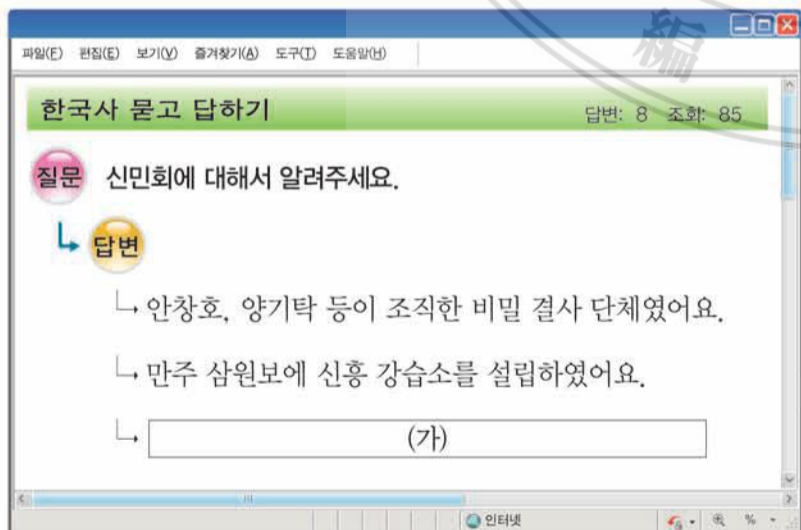 파일(F) 편집(E) 보기(V) 즐겨찾기(A) 도구(T) 도움말(H)
한국사 묻고 답하기 답변: 8 조회: 85
질문 신민회에 대해서 알려주세요.
답변
안창호, 양기탁 등이 조직한 비밀 결사 단체였어요.
만주 삼원보에 신흥 강습소를 설립하였어요.
(가)
인터넷 %
編